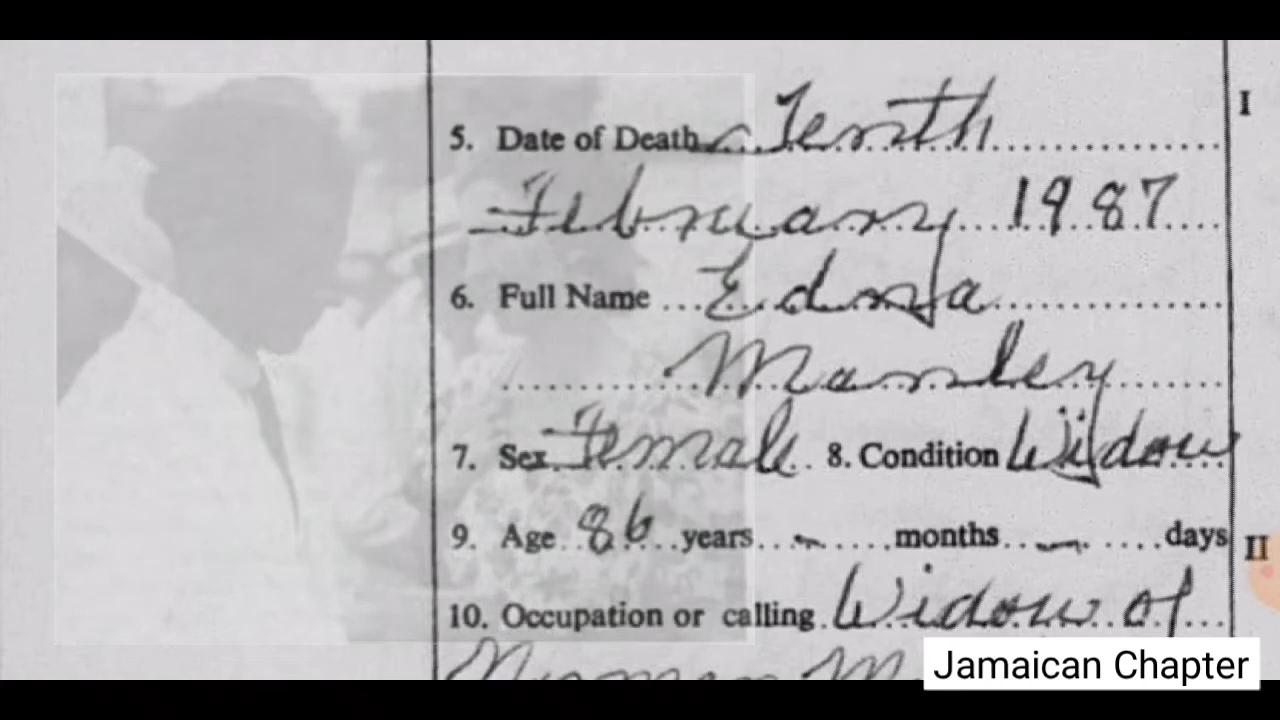 I
5. Date of Death Tenth
February 1987
6. Full Name Edna
Manley
7. Sex Female 8. Condition Widow
9. Age 86 years - months - days
II
10. Occupation or calling Widow of
Norman M
Jamaican Chapter